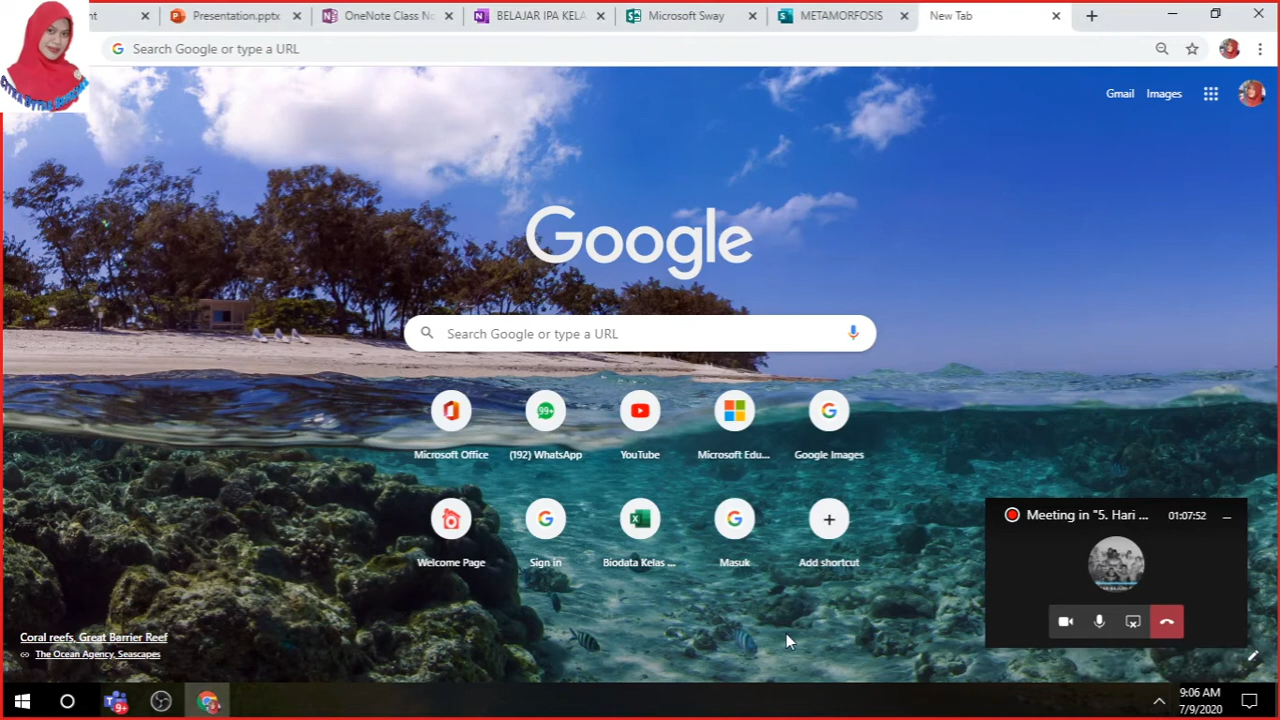 nt
Presentation.pptx
OneNote Class No
BELAJAR IPA KELA
Microsoft Sway
METAMORFOSIS
New Tab
Search Google or type a URL
Gmail
Images
Google
Search Google or type a URL
Microsoft Office
(192) WhatsApp
YouTube
Microsoft Edu...
Google Images
99+
Welcome Page
Sign in
Biodata Kelas ...
Masuk
Add shortcut
Meeting in "5. Hari ...
01:07:52
Coral reefs, Great Barrier Reef
The Ocean Agency, Seascapes
9+
9:06 AM
7/9/2020